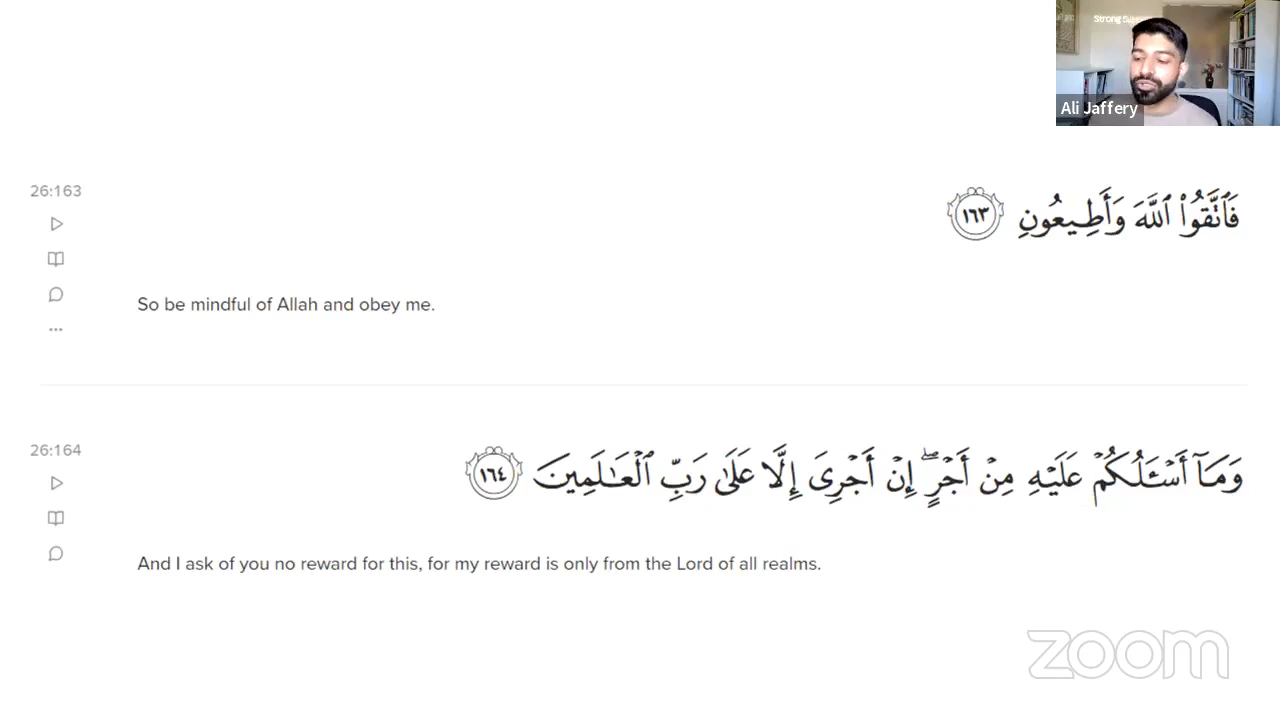 Strong
Ali Jaffery
26:163
فَٱتَّقُوا۟ ٱللَّهَ وَأَطِيعُونِ ١٦٣
So be mindful of Allah and obey me.
26:164
وَمَآ أَسْـَٔلُكُمْ عَلَيْهِ مِنْ أَجْرٍ ۖ إِنْ أَجْرِىَ إِلَّا عَلَىٰ رَبِّ ٱلْعَـٰلَمِينَ ١٦٤
And I ask of you no reward for this, for my reward is only from the Lord of all realms.
zoom